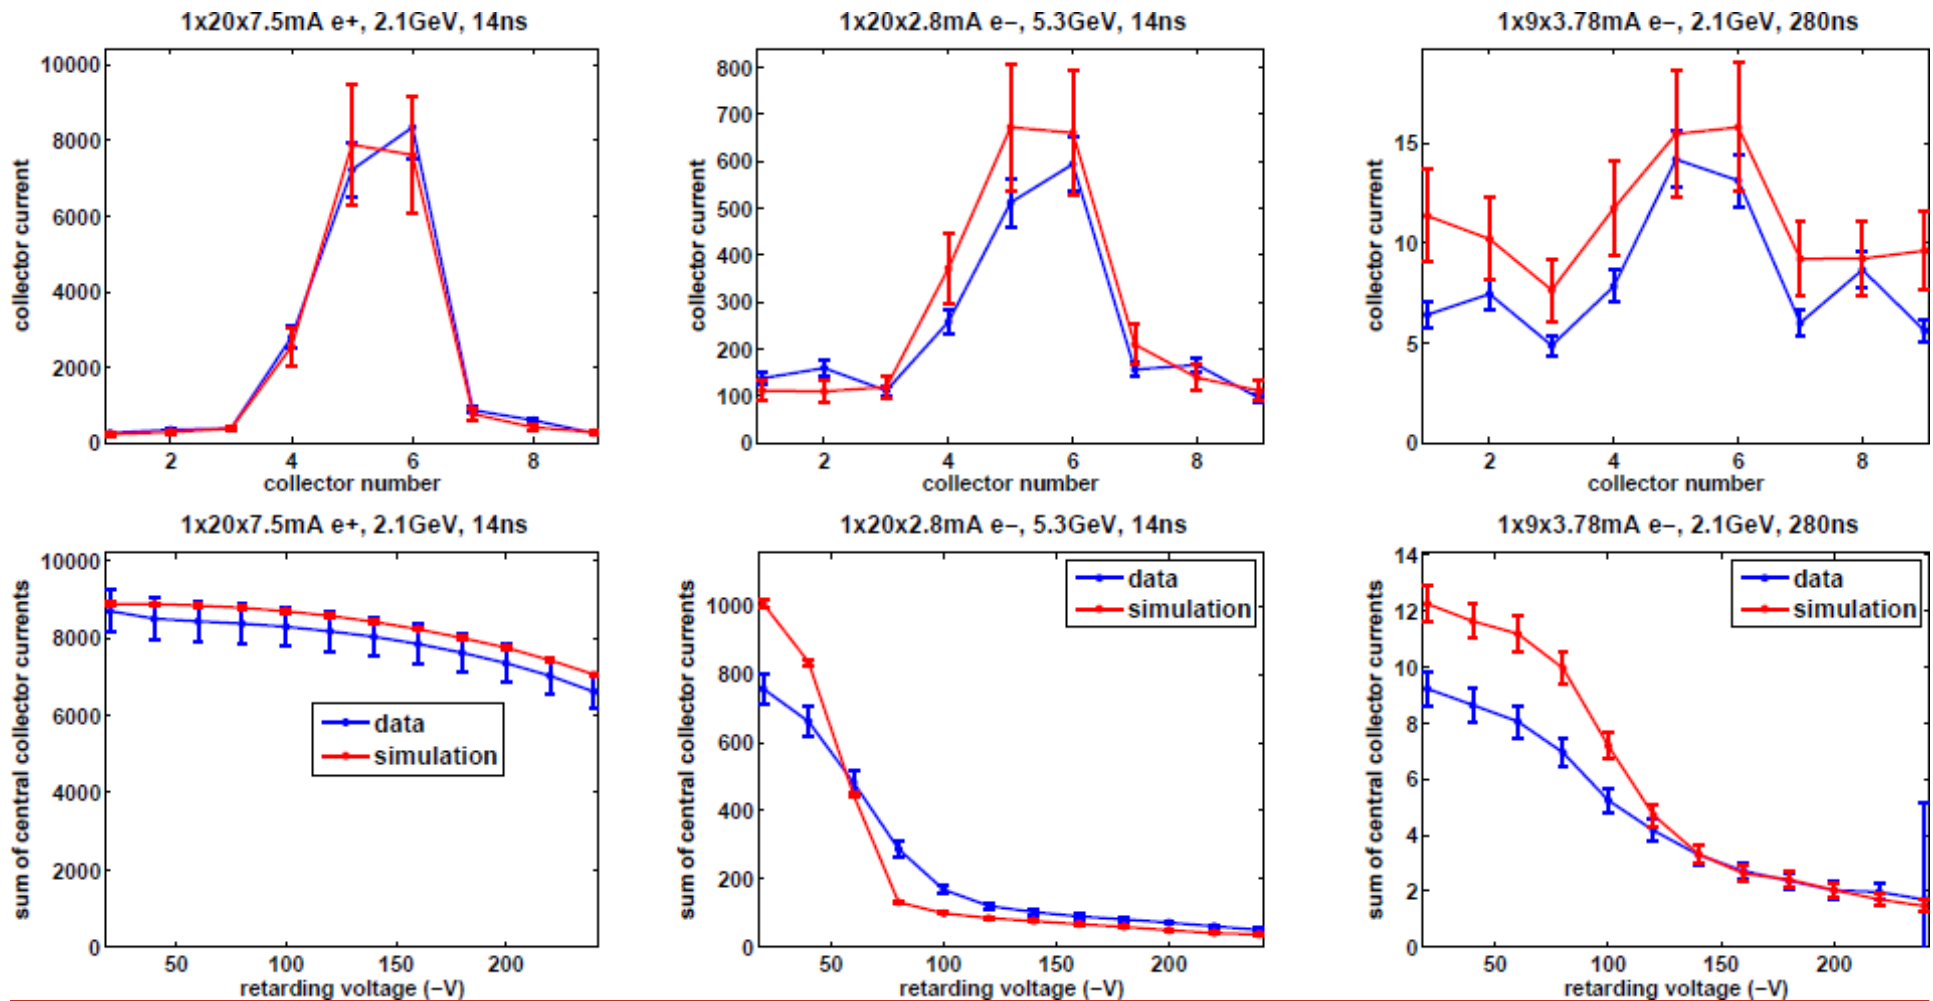 1x20x7.5mA e+, 2.1GeV, 14ns
10000
8000
6000
4000
2000
0
2
4
6
8
collector current
collector number
1x20x2.8mA e−, 5.3GeV, 14ns
800
700
600
500
400
300
200
100
0
2
4
6
8
collector current
collector number
1x9x3.78mA e−, 2.1GeV, 280ns
15
10
5
0
2
4
6
8
collector current
collector number
1x20x7.5mA e+, 2.1GeV, 14ns
10000
8000
6000
4000
2000
0
50
100
150
200
sum of central collector currents
retarding voltage (−V)
data
simulation
1x20x2.8mA e−, 5.3GeV, 14ns
1000
800
600
400
200
0
50
100
150
200
sum of central collector currents
retarding voltage (−V)
data
simulation
1x9x3.78mA e−, 2.1GeV, 280ns
14
12
10
8
6
4
2
0
50
100
150
200
sum of central collector currents
retarding voltage (−V)
data
simulation